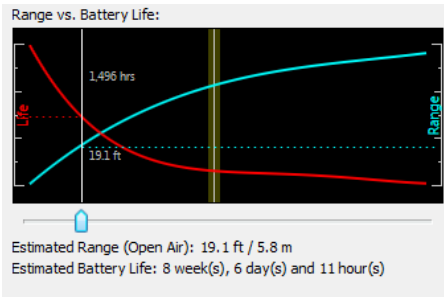 Range vs. Battery Life:
1,496 hrs
Life
Range
19.1 ft
Estimated Range (Open Air): 19.1 ft / 5.8 m
Estimated Battery Life: 8 week(s), 6 day(s) and 11 hour(s)